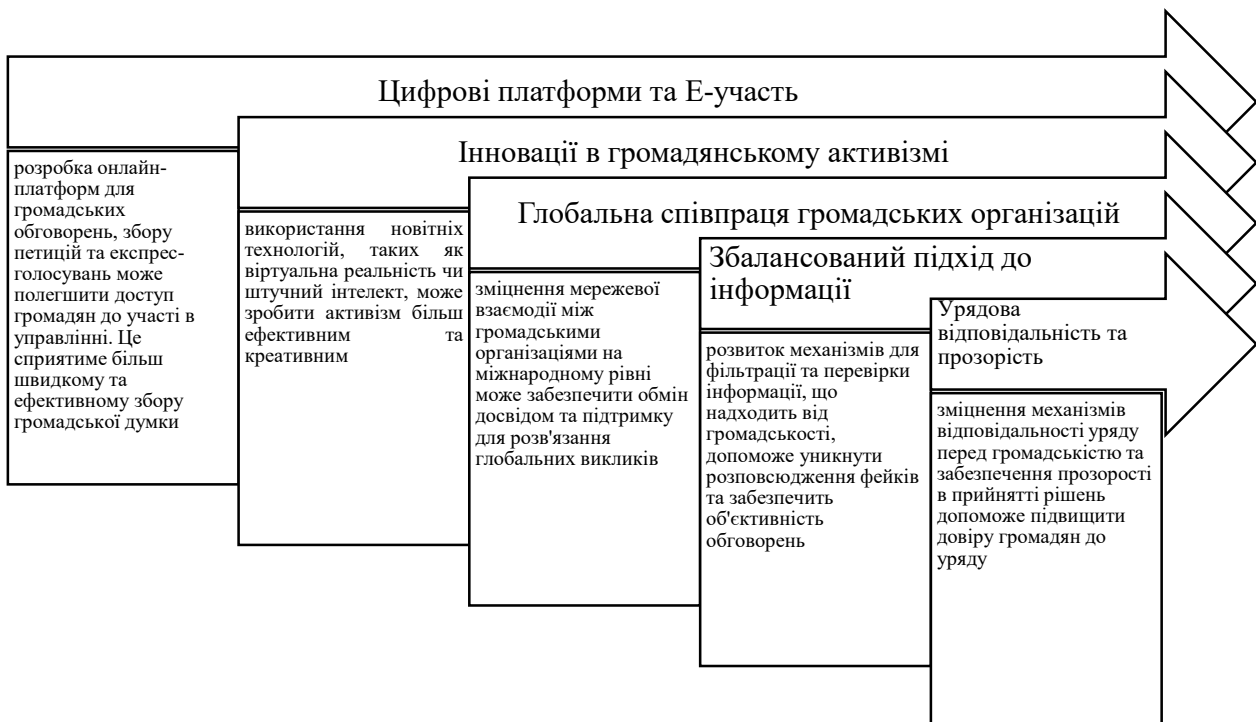 Цифрові платформи та Е-участь
розробка онлайн-
платформ для
громадських
обговорень, збору
петицій та експрес-
голосувань може
полегшити доступ
громадян до участі в
управлінні. Це
сприятиме більш
швидкому та
ефективному збору
громадської думки
Інновації в громадянському активізмі
використання новітніх
технологій, таких як
віртуальна реальність чи
штучний інтелект, може
зробити активізм більш
ефективним та
креативним
Глобальна співпраця громадських організацій
зміцнення мережевої
взаємодії між
громадськими
організаціями на
міжнародному рівні
може забезпечити обмін
досвідом та підтримку
для розв'язання
глобальних викликів
Збалансований підхід до
інформації
розвиток механізмів для
фільтрації та перевірки
інформації, що
надходить від
громадськості,
допоможе уникнути
розповсюдження фейків
та забезпечить
об'єктивність
обговорень
Урядова
відповідальність та
прозорість
зміцнення механізмів
відповідальності уряду
перед громадськістю та
забезпечення прозорості
в прийнятті рішень
допоможе підвищити
довіру громадян до
уряду